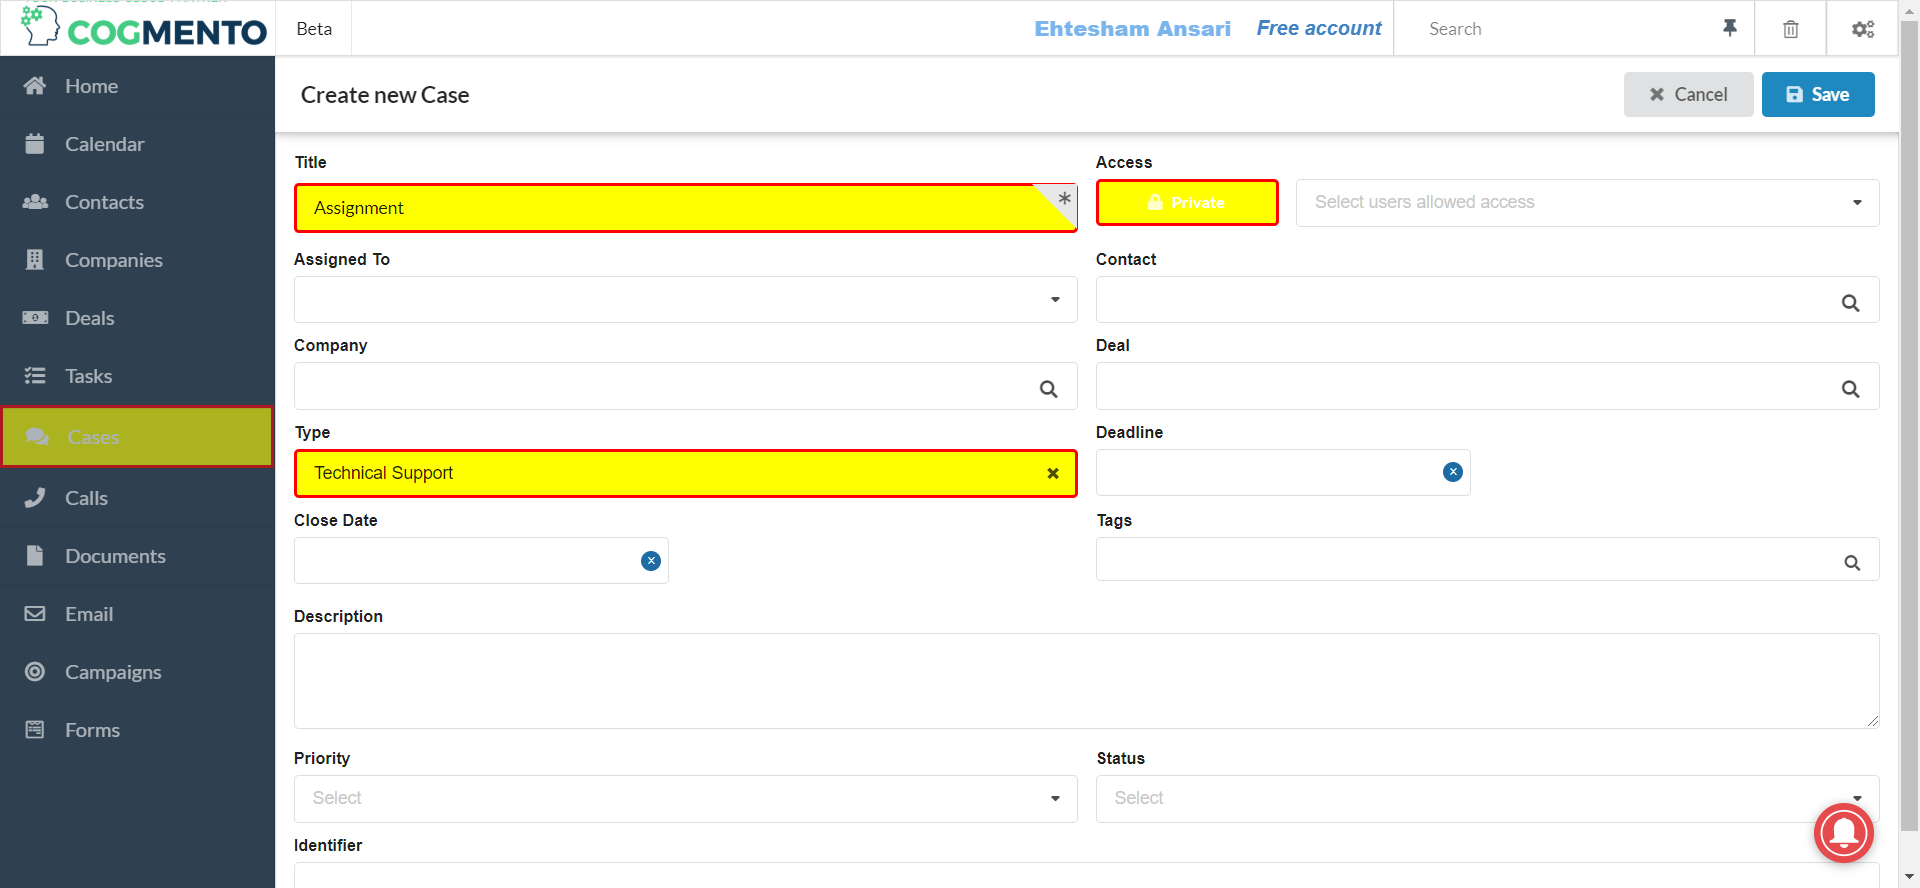 COGMENTO
Beta
Ehtesham Ansari
Free account
Search
Home
Calendar
Contacts
Companies
Deals
Tasks
Cases
Calls
Documents
Email
Campaigns
Forms
Create new Case
Cancel
Save
Title
Access
Assignment
*
Private
Select users allowed access
Assigned To
Contact
Company
Deal
Type
Deadline
Technical Support
Close Date
Tags
Description
Priority
Status
Select
Select
Identifier